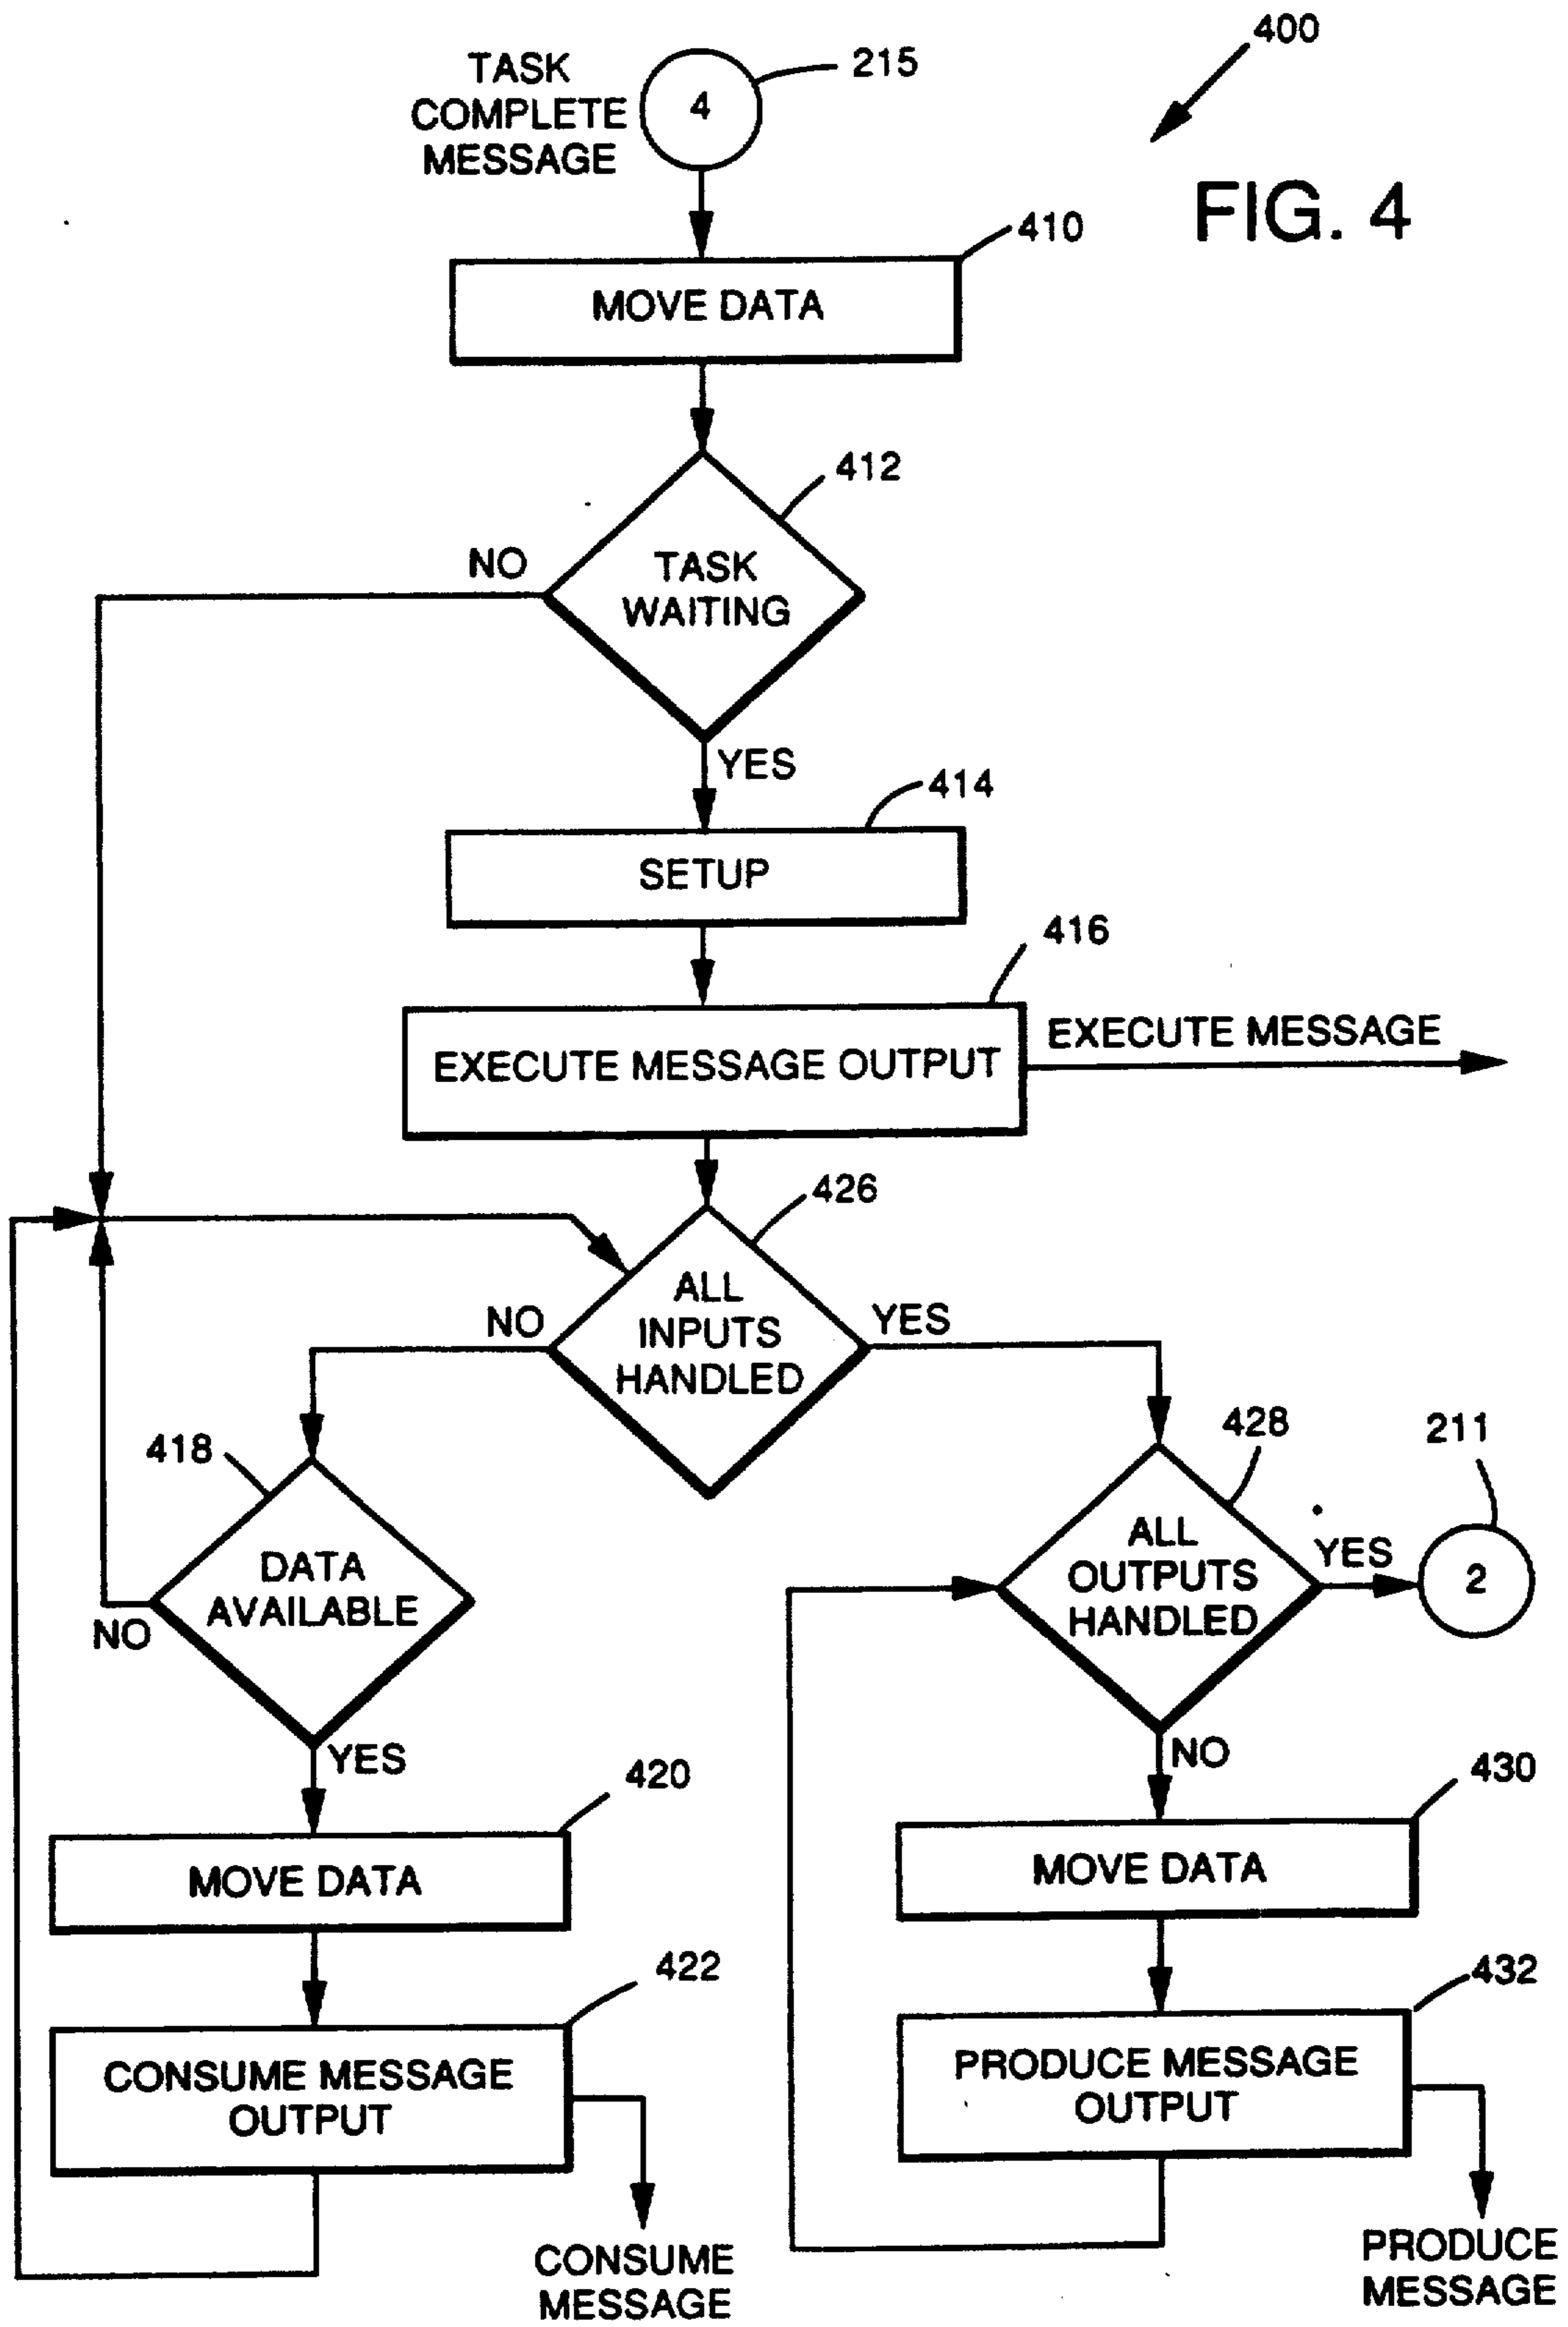 400
TASK
COMPLETE
MESSAGE
4
215
FIG. 4
410
MOVE DATA
412
NO
TASK
WAITING
YES
414
SETUP
416
EXECUTE MESSAGE OUTPUT
EXECUTE MESSAGE
426
NO
ALL
INPUTS
HANDLED
YES
418
DATA
AVAILABLE
NO
YES
428
211
ALL
OUTPUTS
HANDLED
YES
2
NO
420
MOVE DATA
430
MOVE DATA
422
CONSUME MESSAGE
OUTPUT
432
PRODUCE MESSAGE
OUTPUT
CONSUME
MESSAGE
PRODUCE
MESSAGE